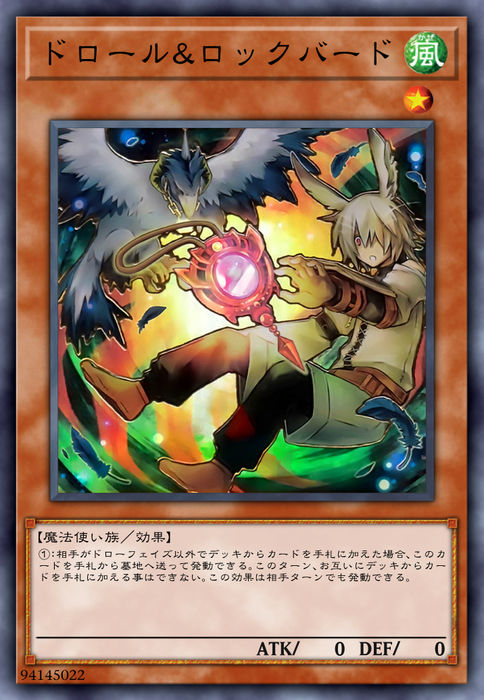 ドロール&ロックバード
かぜ
風
【魔法使い族／効果】
①:相手がドローフェイズ以外でデッキからカードを手札に加えた場合、このカ
ードを手札から墓地へ送って発動できる。このターン、お互いにデッキからカー
ドを手札に加える事はできない。この効果は相手ターンでも発動できる。
ATK/ 0 DEF/ 0
94145022